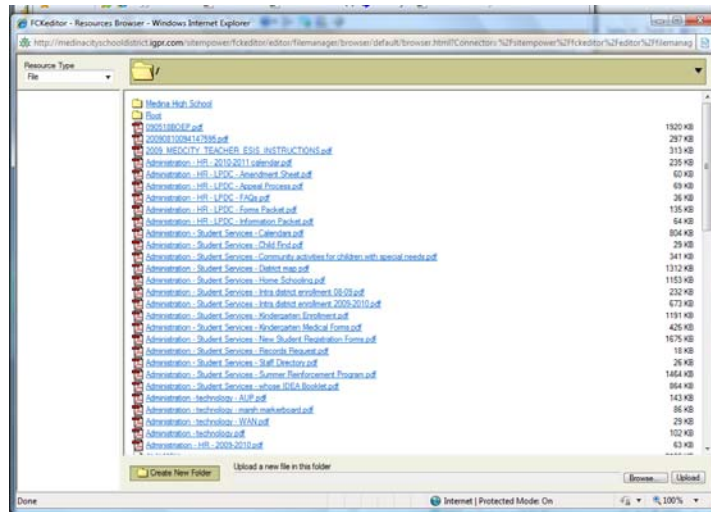 FCKeditor - Resources Browser - Windows Internet Explorer
http://medinacityschooldistrict.igpr.com/sitempower/fckeditor/editor/filemanager/browser/default/browser.html?Connector=%2Fsitempower%2Ffckeditor%2Feditor%2Ffilemanag
Resource Type
File
/
Medina High School
Root
090518BOEP.pdf 1920 KB
20090810094147595.pdf 297 KB
2009_MEDCITY_TEACHER_ESIS_INSTRUCTIONS.pdf 313 KB
Administration - HR - 2010-2011 calendar.pdf 235 KB
Administration - HR - LPDC - Amendment Sheet.pdf 60 KB
Administration - HR - LPDC - Appeal Process.pdf 69 KB
Administration - HR - LPDC - FAQs.pdf 36 KB
Administration - HR - LPDC - Forms Packet.pdf 135 KB
Administration - HR - LPDC - Information Packet.pdf 64 KB
Administration - Student Services - Calendars.pdf 804 KB
Administration - Student Services - Child Find.pdf 29 KB
Administration - Student Services - Community activities for children with special needs.pdf 341 KB
Administration - Student Services - District map.pdf 1312 KB
Administration - Student Services - Home Schooling.pdf 1153 KB
Administration - Student Services - Intra district enrollment 08-09.pdf 232 KB
Administration - Student Services - Intra district enrollment 2009-2010.pdf 673 KB
Administration - Student Services - Kindergarten Enrollment.pdf 1191 KB
Administration - Student Services - Kindergarten Medical Forms.pdf 426 KB
Administration - Student Services - New Student Registration Forms.pdf 1675 KB
Administration - Student Services - Records Request.pdf 18 KB
Administration - Student Services - Staff Directory.pdf 26 KB
Administration - Student Services - Summer Reinforcement Program.pdf 1464 KB
Administration - Student Services - whose IDEA Booklet.pdf 864 KB
Administration -technology - AUP.pdf 143 KB
Administration -technology - marsh markerboard.pdf 86 KB
Administration -technology - WAN.pdf 29 KB
Administration -technology.pdf 102 KB
Administration - HR - 2009-2010.pdf 63 KB
Create New Folder
Upload a new file in this folder
Browse... Upload
Done
Internet | Protected Mode: On
100%